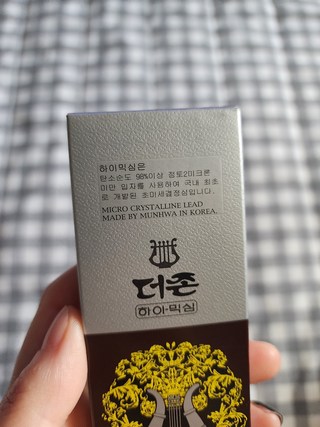 하이믹심은
탄소순도 98%이상 점토2미크론
미만 입자를 사용하여 국내 최초
로 개발된 초미세결정심입니다.
MICRO CRYSTALLINE LEAD
MADE BY MUNHWA IN KOREA.
더존
하이·믹심